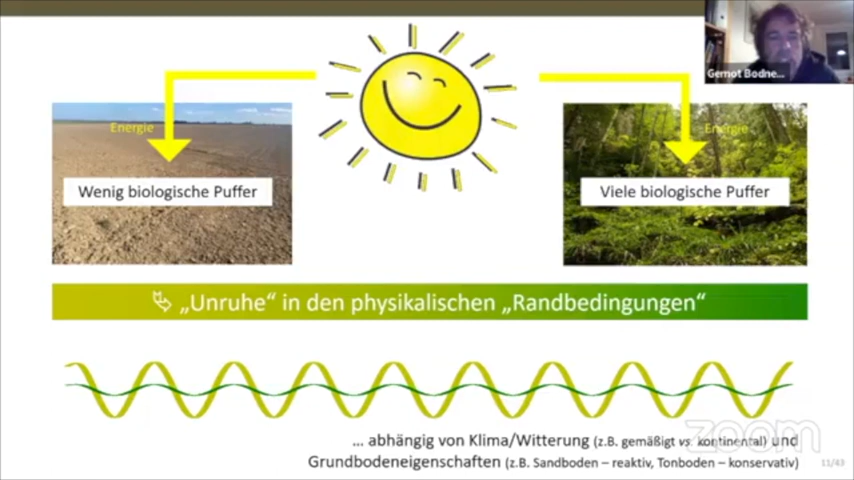 Gernot Bodne...
Energie
Energie
Wenig biologische Puffer
Viele biologische Puffer
„Unruhe“ in den physikalischen „Randbedingungen“
... abhängig von Klima/Witterung (z.B. gemäßigt vs. kontinental) und
Grundbodeneigenschaften (z.B. Sandboden – reaktiv, Tonboden – konservativ)
zoom
11/43